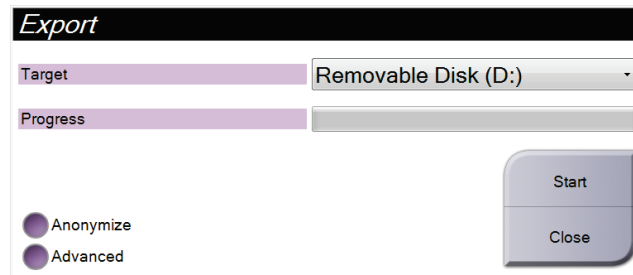 Export
Target
Removable Disk (D:)
Progress
Start
Close
Anonymize
Advanced